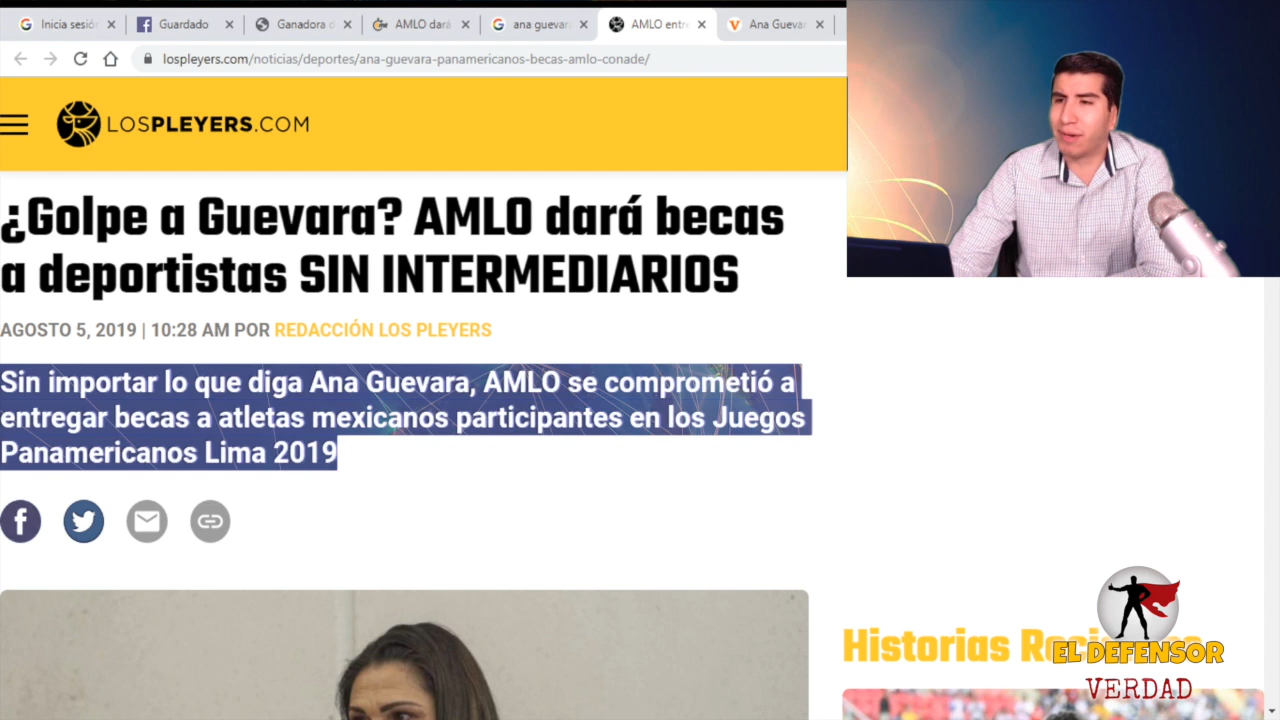 Inicia sesió
Guardado
Ganadora d
AMLO dará
ana guevara
AMLO entre
Ana Guevar
lospleyers.com/noticias/deportes/ana-guevara-panamericanos-becas-amlo-conade/
LOSPLEYERS.COM
¿Golpe a Guevara? AMLO dará becas
a deportistas SIN INTERMEDIARIOS
AGOSTO 5, 2019 | 10:28 AM POR REDACCIÓN LOS PLEYERS
Sin importar lo que diga Ana Guevara, AMLO se comprometió a
entregar becas a atletas mexicanos participantes en los Juegos
Panamericanos Lima 2019
Historias
EL DEFENSOR
VERDAD